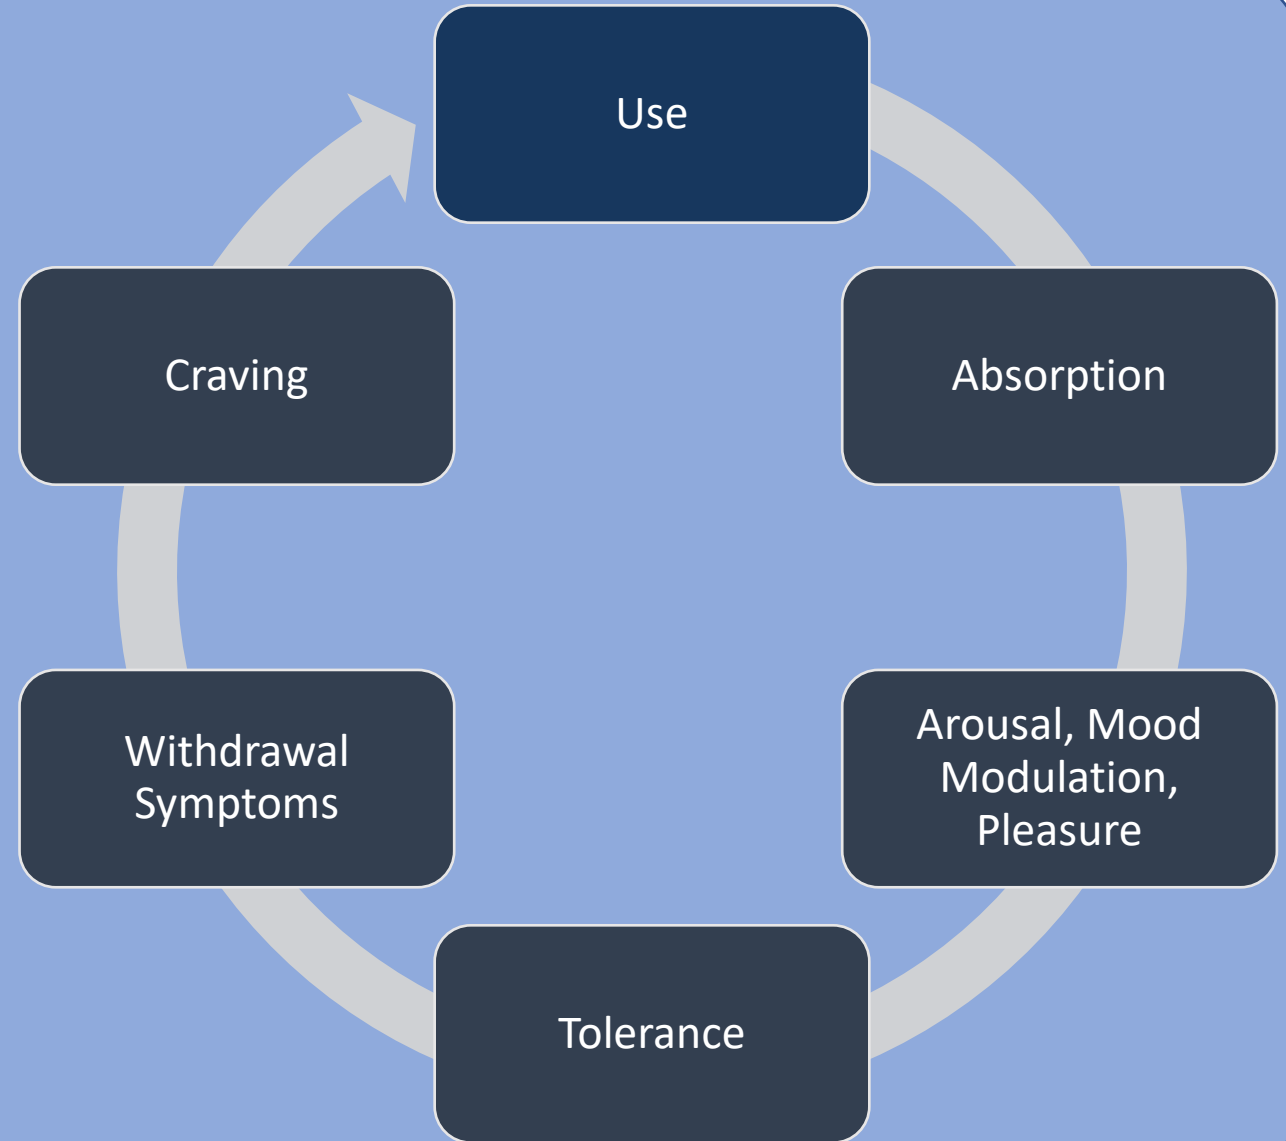 Use
Absorption
Arousal, Mood
Modulation,
Pleasure
Tolerance
Withdrawal
Symptoms
Craving